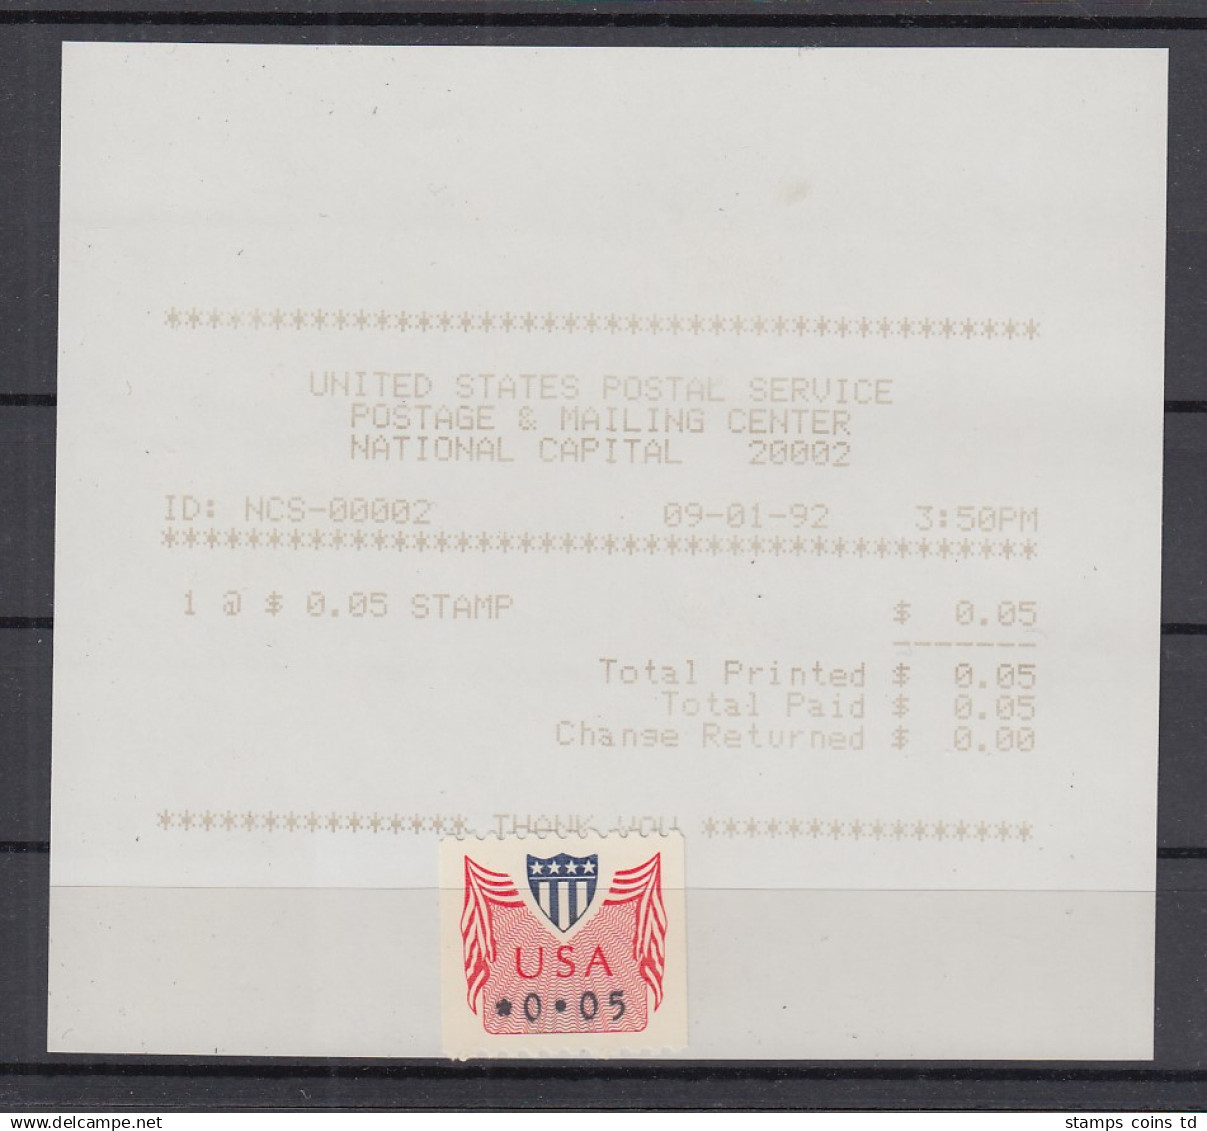 ******************************************
UNITED STATES POSTAL SERVICE
POSTAGE & MAILING CENTER
NATIONAL CAPITAL 20002
ID: NCS-00002 09-01-92 3:50PM
******************************************
1 @ $ 0.05 STAMP $ 0.05
-------
Total Printed $ 0.05
Total Paid $ 0.05
Change Returned $ 0.00
*************** THANK YOU ****************
USA
*0•05
www.delcampe.net
stamps coins td